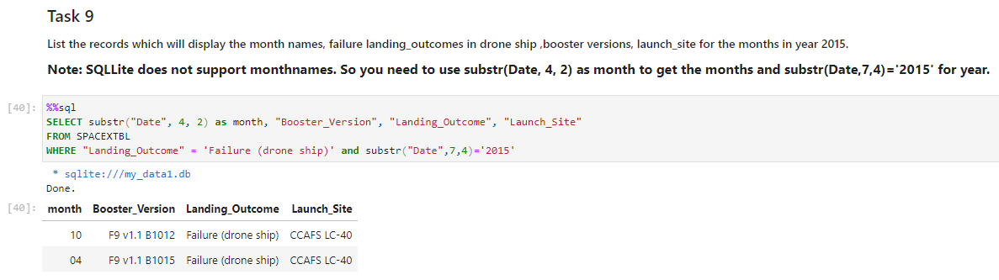 Task 9
List the records which will display the month names, failure landing_outcomes in drone ship ,booster versions, launch_site for the months in year 2015.
Note: SQLLite does not support monthnames. So you need to use substr(Date, 4, 2) as month to get the months and substr(Date,7,4)='2015' for year.
[40]: %%sql
SELECT substr("Date", 4, 2) as month, "Booster_Version", "Landing_Outcome", "Launch_Site"
FROM SPACEXTBL
WHERE "Landing_Outcome" = 'Failure (drone ship)' and substr("Date",7,4)='2015'
* sqlite:///my_data1.db
Done.
[40]: month Booster_Version Landing_Outcome Launch_Site
10 F9 v1.1 B1012 Failure (drone ship) CCAFS LC-40
04 F9 v1.1 B1015 Failure (drone ship) CCAFS LC-40